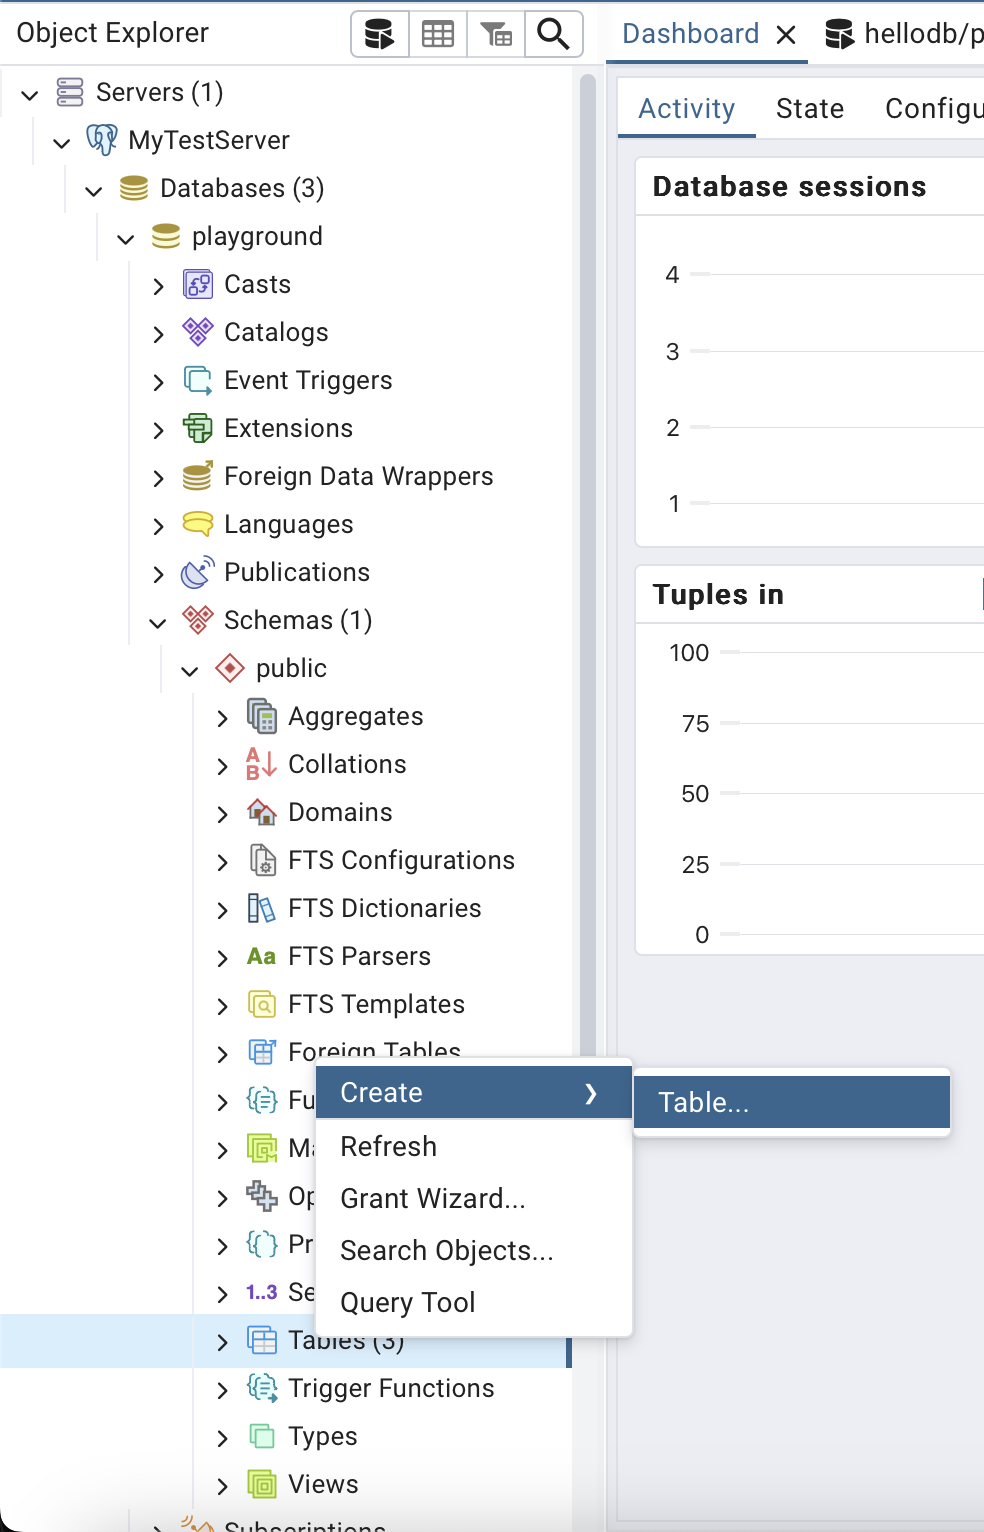 Object Explorer
Servers (1)
MyTestServer
Databases (3)
playground
Casts
Catalogs
Event Triggers
Extensions
Foreign Data Wrappers
Languages
Publications
Schemas (1)
public
Aggregates
A
B
Collations
Domains
FTS Configurations
FTS Dictionaries
Aa FTS Parsers
FTS Templates
Foreign Tables
Fu
Ma
Op
Pr
1..3 Se
Tables (3)
Trigger Functions
Types
Views
Subscriptions
Create
Refresh
Grant Wizard...
Search Objects...
Query Tool
Table...
Dashboard
hellodb/p
Activity State Configu
Database sessions
4
3
2
1
Tuples in
100
75
50
25
0